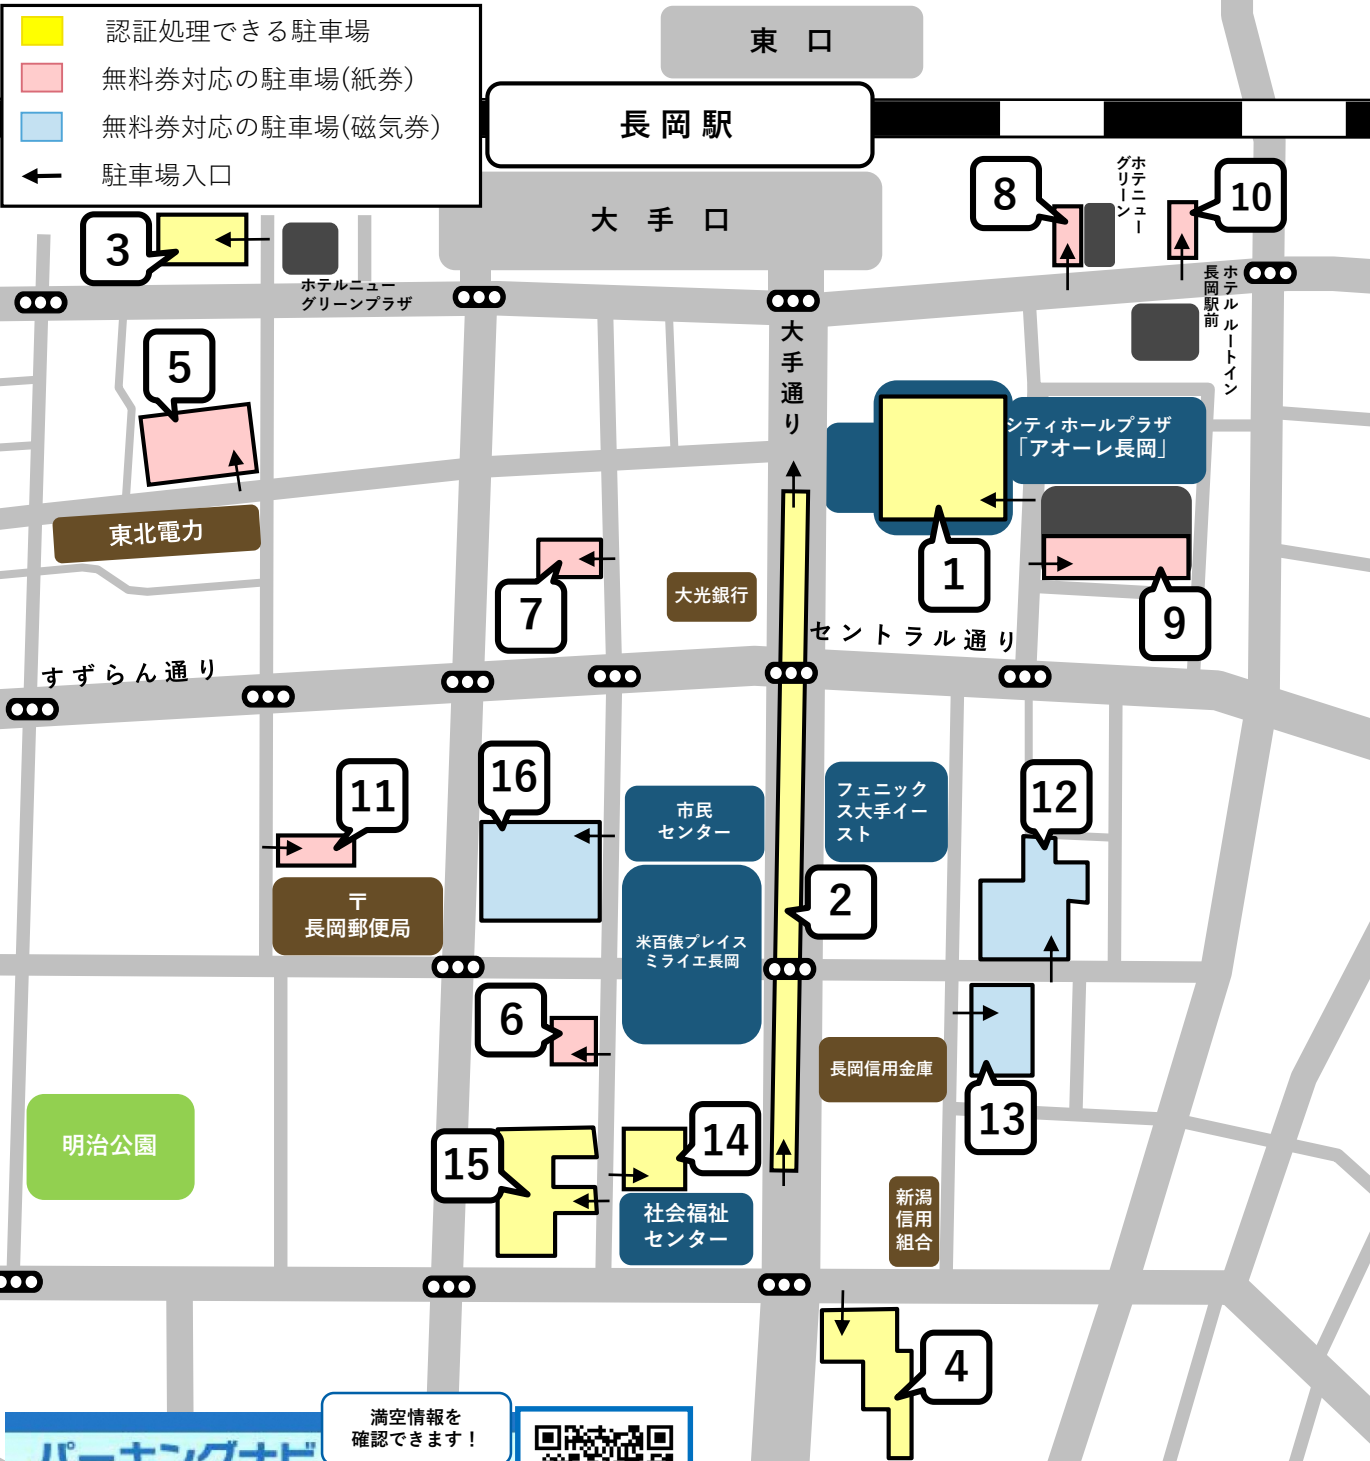 認証処理できる駐車場
無料券対応の駐車場(紙券)
無料券対応の駐車場(磁気券)
駐車場入口
東 口
長岡駅
大 手 口
3
ホテルニュー
グリーンプラザ
8
ホテニュー
グリーン
10
ホテル ルートイン
長岡駅前
5
大手通り
シティホールプラザ
「アオーレ長岡」
東北電力
7
大光銀行
1
9
セントラル通り
すずらん通り
11
16
市民
センター
フェニック
ス大手イー
スト
12
2
〒
長岡郵便局
米百俵プレイス
ミライエ長岡
6
長岡信用金庫
13
明治公園
15
14
社会福祉
センター
新潟
信用
組合
4
満空情報を
確認できます！
パーキングナビ